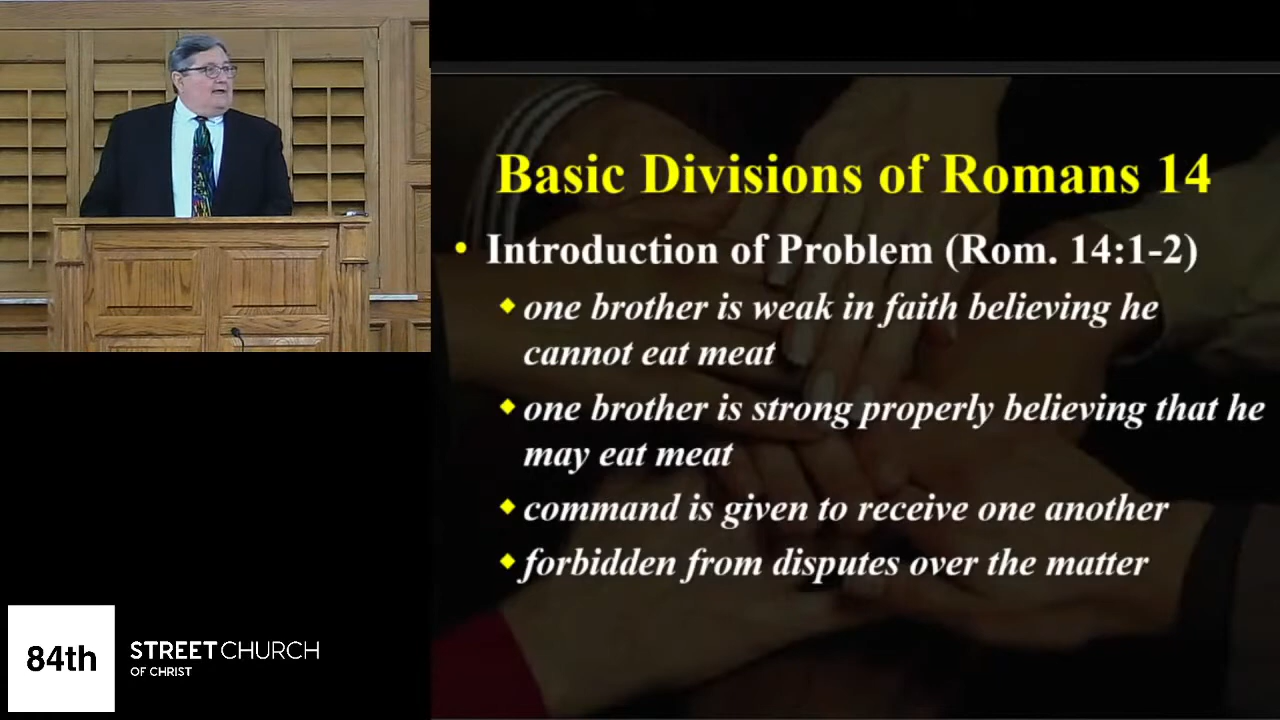 Basic Divisions of Romans 14
• Introduction of Problem (Rom. 14:1-2)
◆ one brother is weak in faith believing he
cannot eat meat
◆ one brother is strong properly believing that he
may eat meat
◆ command is given to receive one another
◆ forbidden from disputes over the matter
84th
STREET CHURCH
OF CHRIST